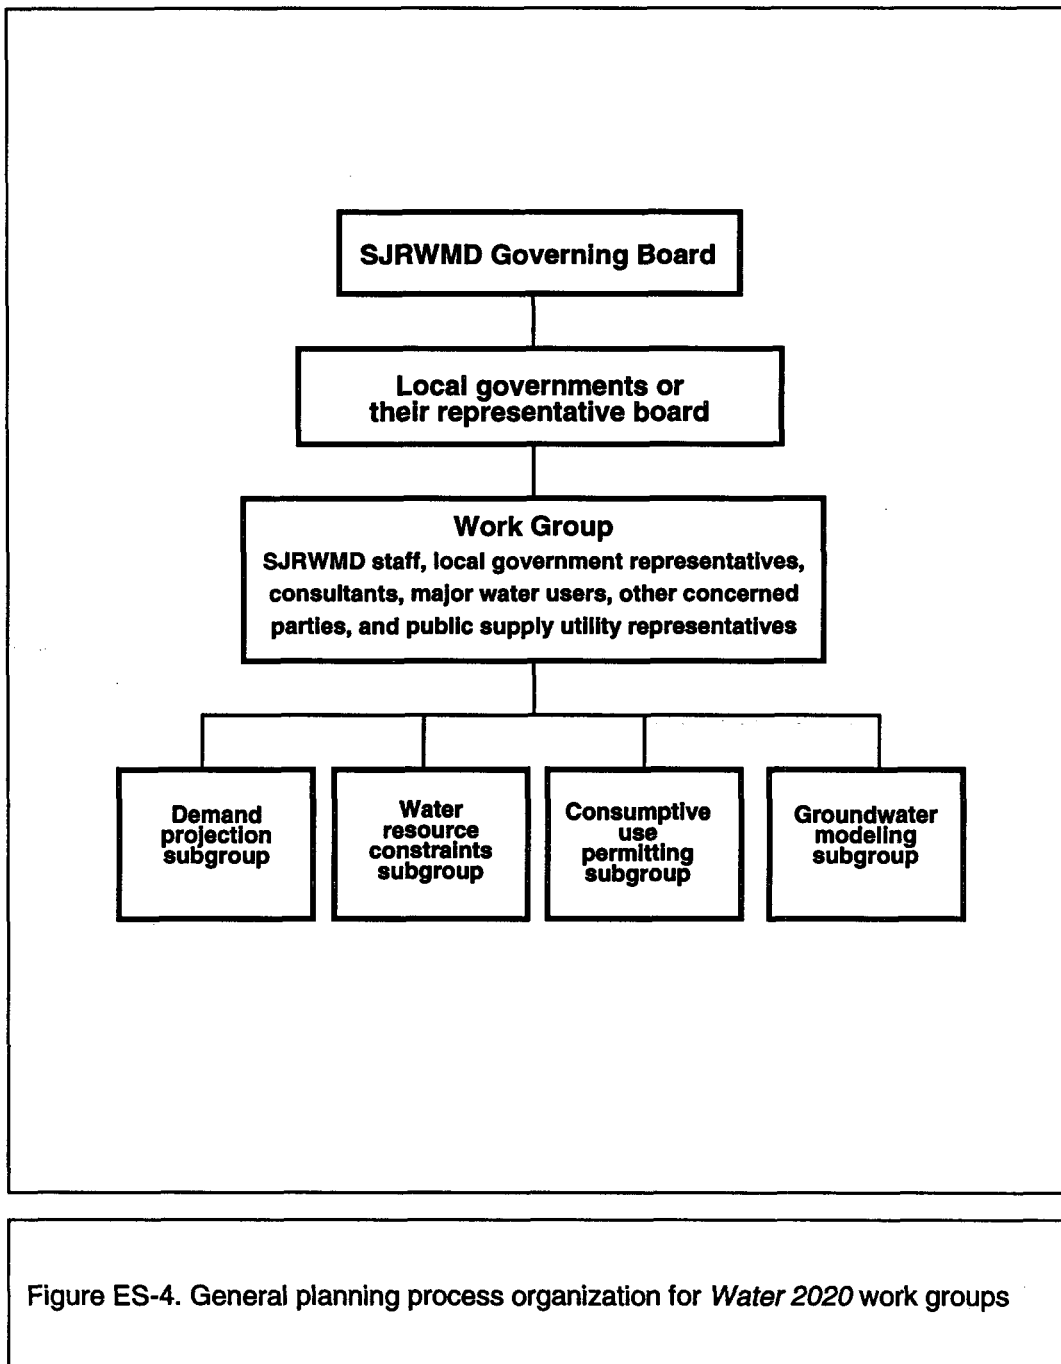 SJRWMD Governing Board
Local governments or
their representative board
Work Group
SJRWMD staff, local government representatives,
consultants, major water users, other concerned
parties, and public supply utility representatives
Demand
projection
subgroup
Water
resource
constraints
subgroup
Consumptive
use
permitting
subgroup
Groundwater
modeling
subgroup
Figure ES-4. General planning process organization for Water 2020 work groups